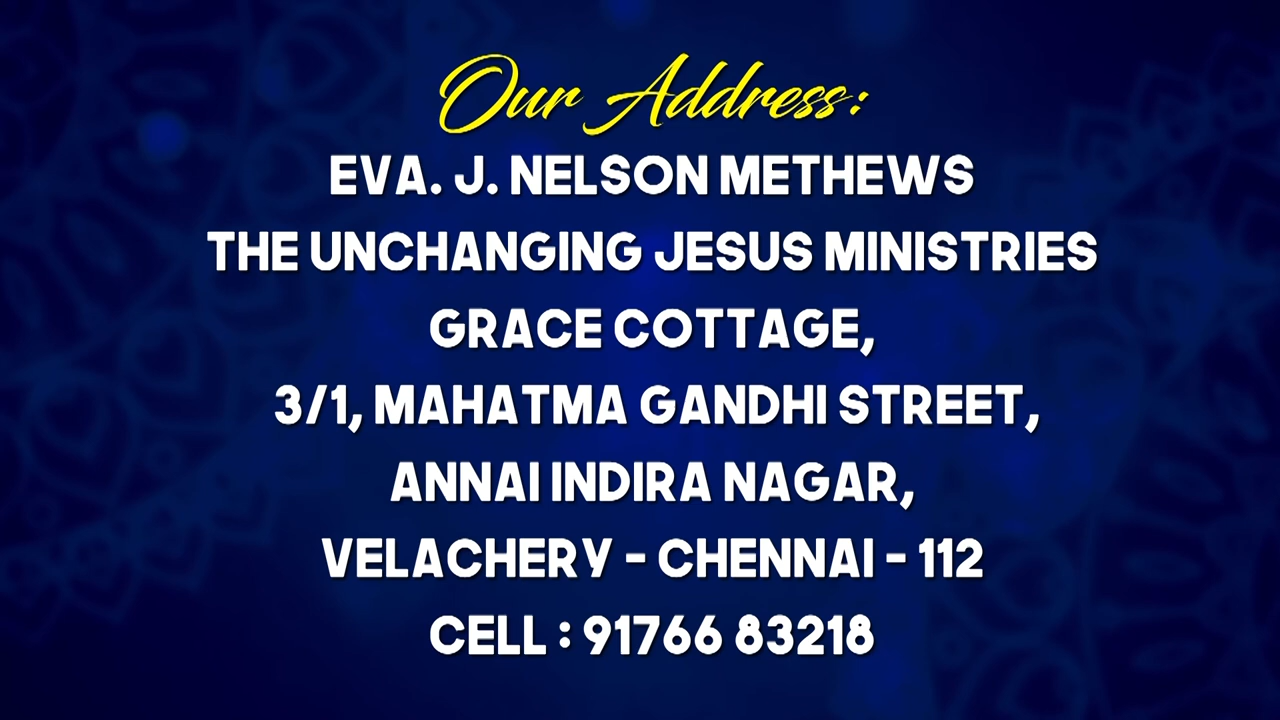 Our Address:
EVA. J. NELSON METHEWS
THE UNCHANGING JESUS MINISTRIES
GRACE COTTAGE,
3/1, MAHATMA GANDHI STREET,
ANNAI INDIRA NAGAR,
VELACHERY - CHENNAI - 112
CELL : 91766 83218